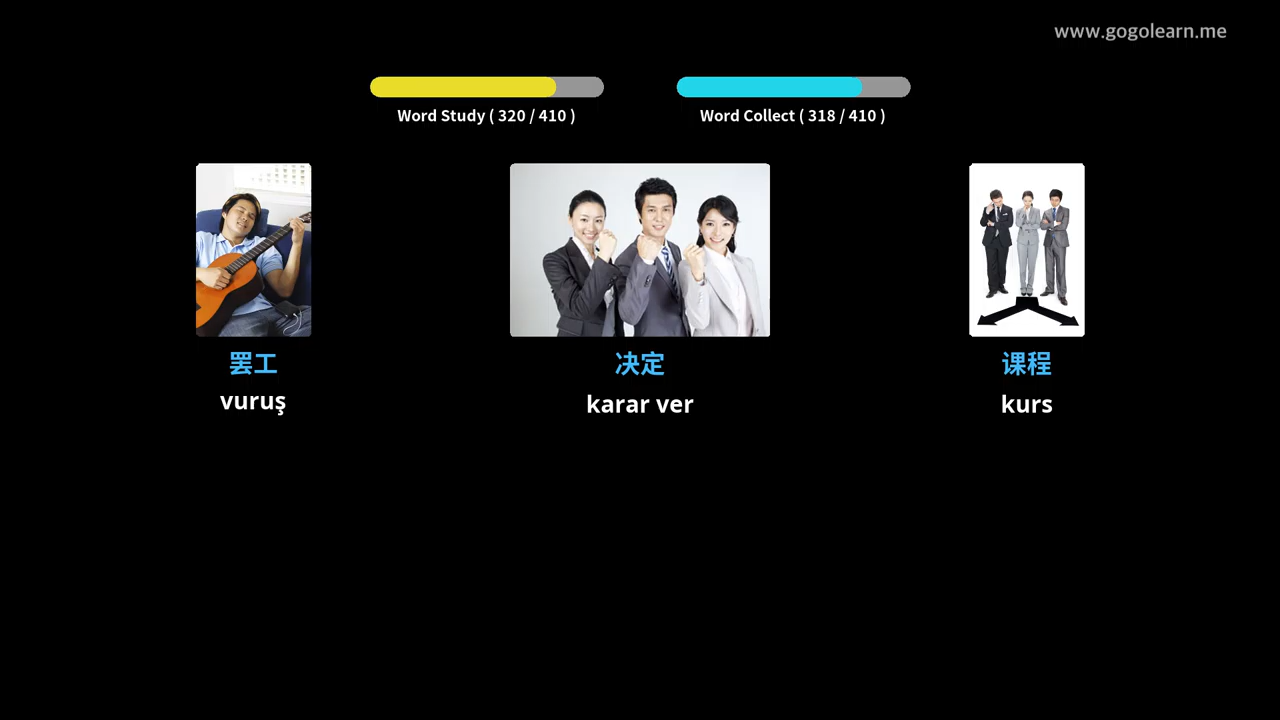 www.gogolearn.me
Word Study ( 320 / 410 )
Word Collect ( 318 / 410 )
罢工
决定
课程
vuruş
karar ver
kurs